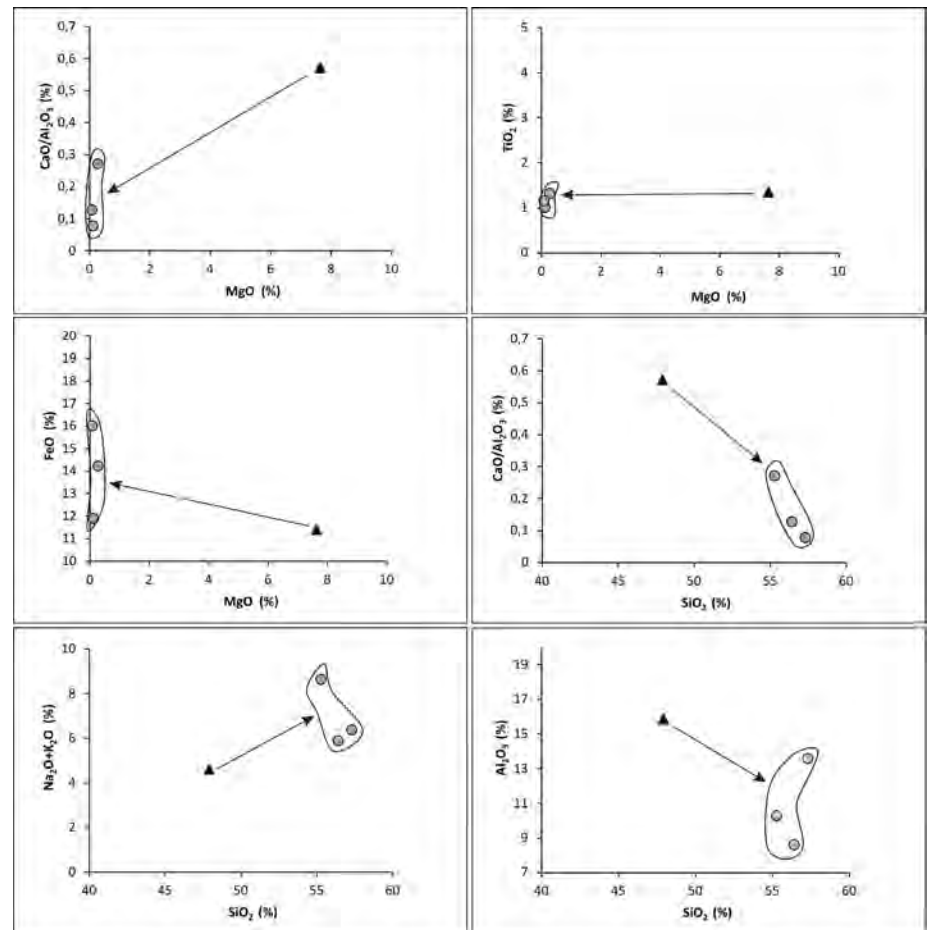 0,7
0,6
0,5
0,4
0,3
0,2
0,1
0
CaO/Al₂O₃ (%)
0 2 4 6 8 10
MgO (%)
5
4
3
2
1
0
TiO₂ (%)
0 2 4 6 8 10
MgO (%)
20
19
18
17
16
15
14
13
12
11
10
FeO (%)
0 2 4 6 8 10
MgO (%)
0,7
0,6
0,5
0,4
0,3
0,2
0,1
0
CaO/Al₂O₃ (%)
40 45 50 55 60
SiO₂ (%)
10
8
6
4
2
0
Na₂O+K₂O (%)
40 45 50 55 60
SiO₂ (%)
19
17
15
13
11
9
7
Al₂O₃ (%)
40 45 50 55 60
SiO₂ (%)